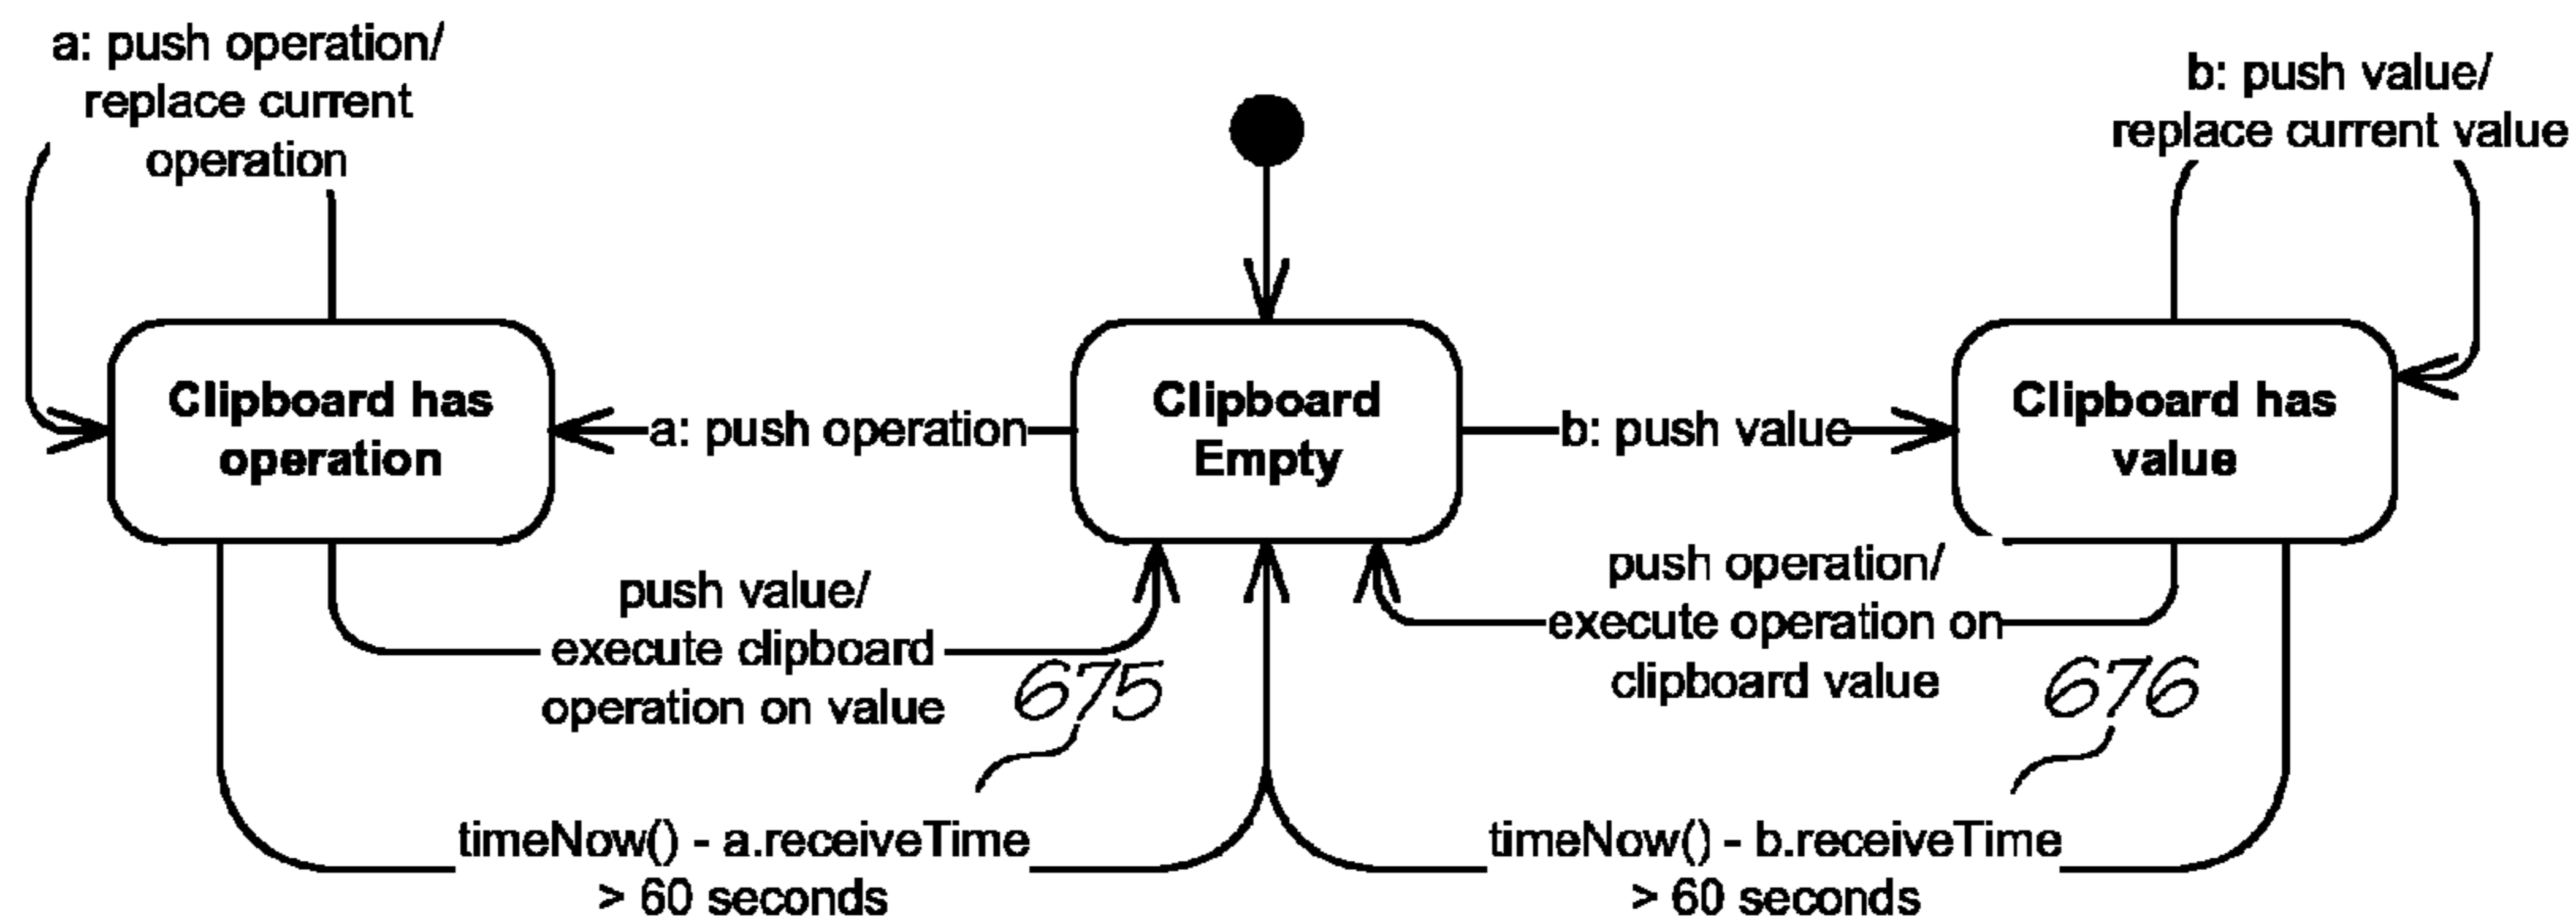 a: push operation/
replace current
operation
b: push value/
replace current value
Clipboard has
operation
a: push operation
Clipboard
Empty
b: push value
Clipboard has
value
push value/
execute clipboard
operation on value
675
push operation/
execute operation on
clipboard value
676
timeNow() - a.receiveTime
> 60 seconds
timeNow() - b.receiveTime
> 60 seconds